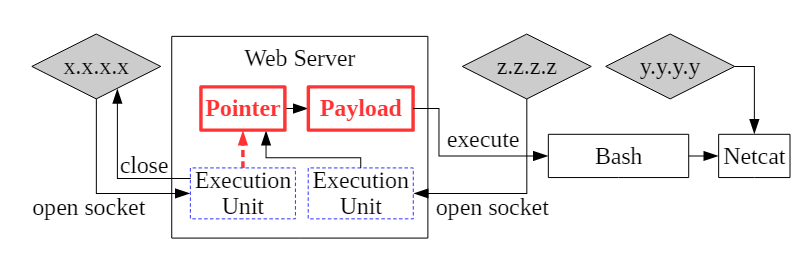 Web Server
x.x.x.x
z.z.z.z
y.y.y.y
Pointer
Payload
execute
close
Bash
Netcat
Execution
Unit
Execution
Unit
open socket
open socket